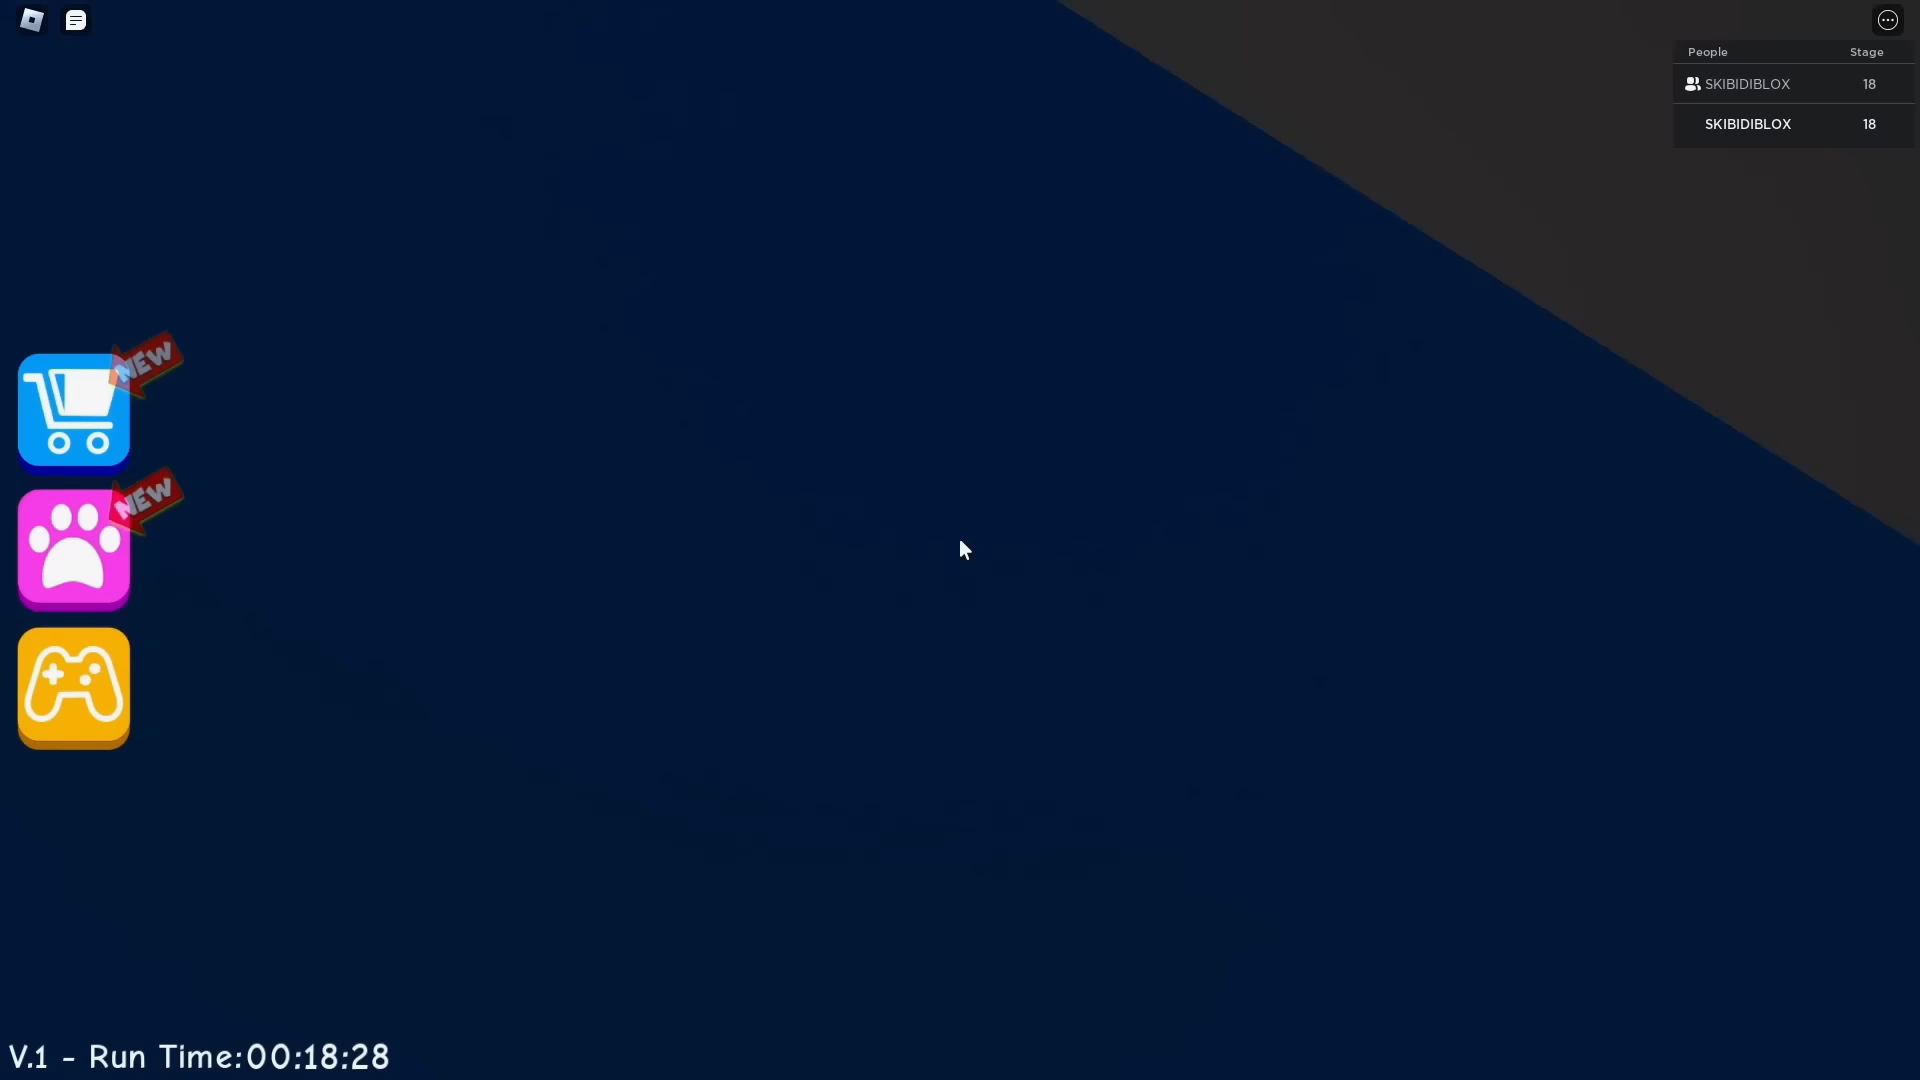 People Stage
SKIBIDIBLOX 18
SKIBIDIBLOX 18
NEW
NEW
V.1 - Run Time:00:18:28